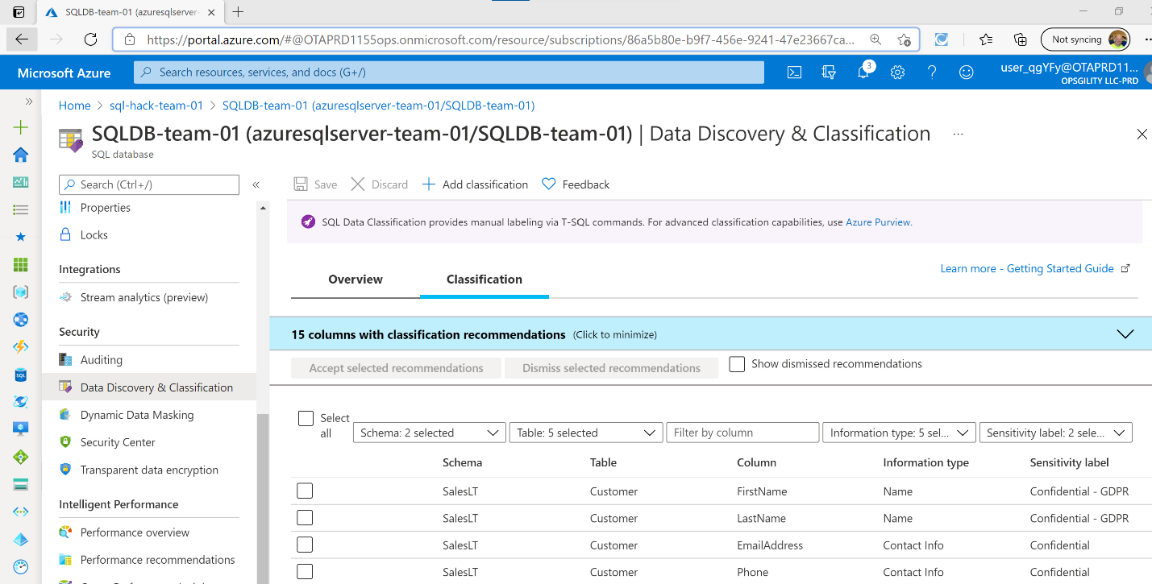 SQLDB-team-01 (azuresqlserver-
https://portal.azure.com/#@OTAPRD1155ops.onmicrosoft.com/resource/subscriptions/86a5b80e-b9f7-456e-9241-47e23667ca...
Not syncing
Microsoft Azure
Search resources, services, and docs (G+/)
3
user_qgYFy@OTAPRD11...
OPSGILITY LLC-PRD
Home > sql-hack-team-01 > SQLDB-team-01 (azuresqlserver-team-01/SQLDB-team-01)
SQLDB-team-01 (azuresqlserver-team-01/SQLDB-team-01) | Data Discovery & Classification ...
SQL database
Search (Ctrl+/)
Properties
Locks
Integrations
Stream analytics (preview)
Security
Auditing
Data Discovery & Classification
Dynamic Data Masking
Security Center
Transparent data encryption
Intelligent Performance
Performance overview
Performance recommendations
Save Discard Add classification Feedback
SQL Data Classification provides manual labeling via T-SQL commands. For advanced classification capabilities, use Azure Purview.
Learn more - Getting Started Guide
Overview Classification
15 columns with classification recommendations (Click to minimize)
Accept selected recommendations Dismiss selected recommendations Show dismissed recommendations
Select all
Schema: 2 selected Table: 5 selected Filter by column Information type: 5 sel... Sensitivity label: 2 sele...
Schema Table Column Information type Sensitivity label
SalesLT Customer FirstName Name Confidential - GDPR
SalesLT Customer LastName Name Confidential - GDPR
SalesLT Customer EmailAddress Contact Info Confidential
SalesLT Customer Phone Contact Info Confidential